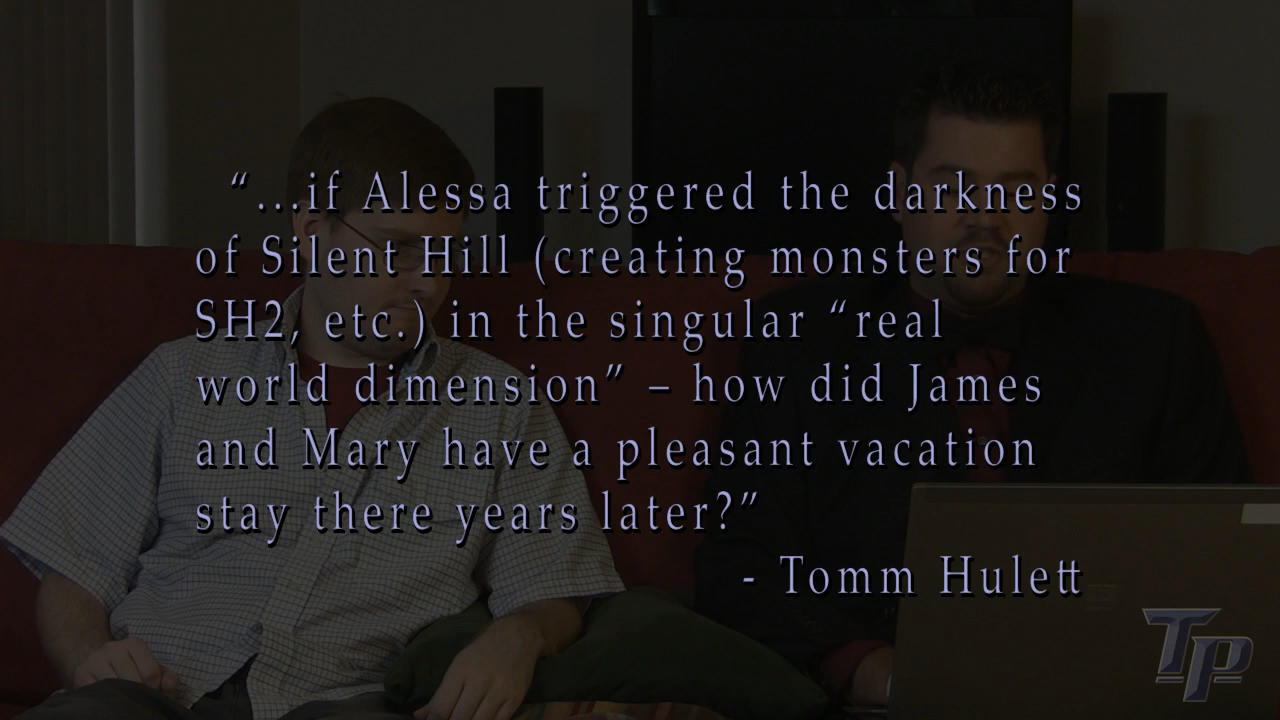 “...if Alessa triggered the darkness
of Silent Hill (creating monsters for
SH2, etc.) in the singular “real
world dimension” – how did James
and Mary have a pleasant vacation
stay there years later?”
- Tomm Hulett
TP